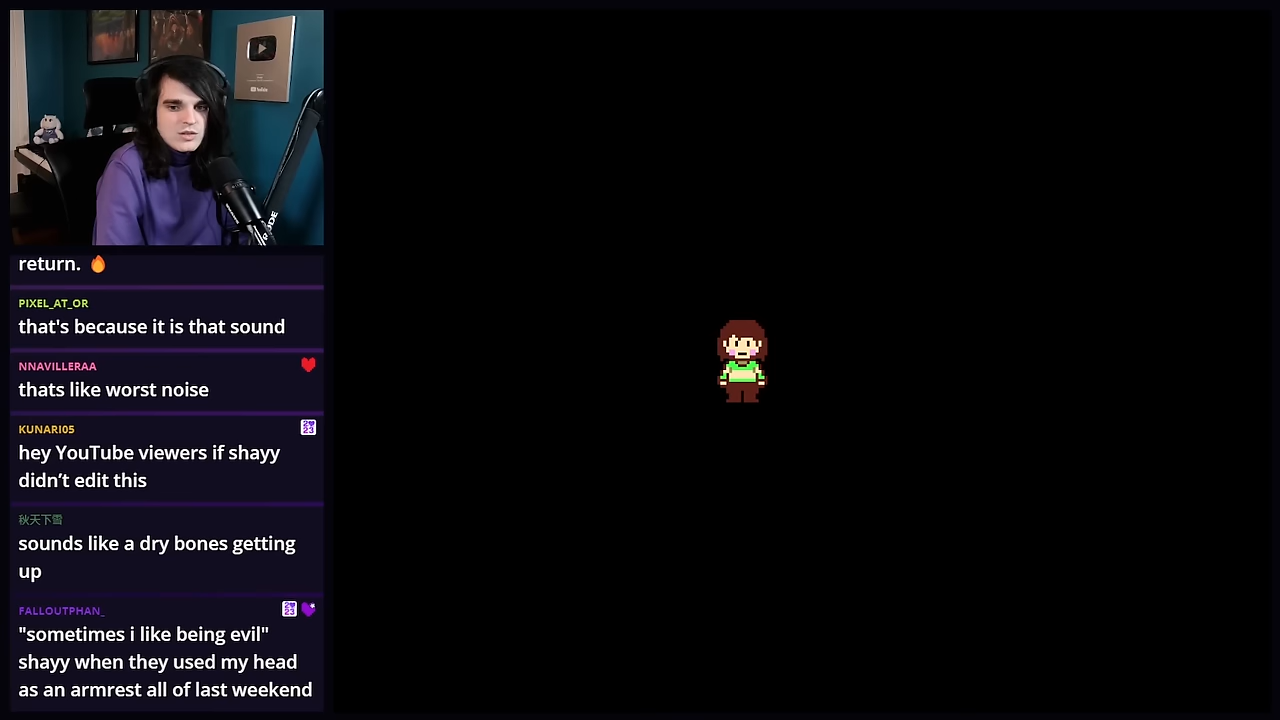 return. 🔥
PIXEL_AT_OR
that's because it is that sound
NNAVILLERAA
thats like worst noise
KUNARI05
hey YouTube viewers if shayy
didn’t edit this
秋天下雪
sounds like a dry bones getting
up
FALLOUTPHAN_
"sometimes i like being evil"
shayy when they used my head
as an armrest all of last weekend